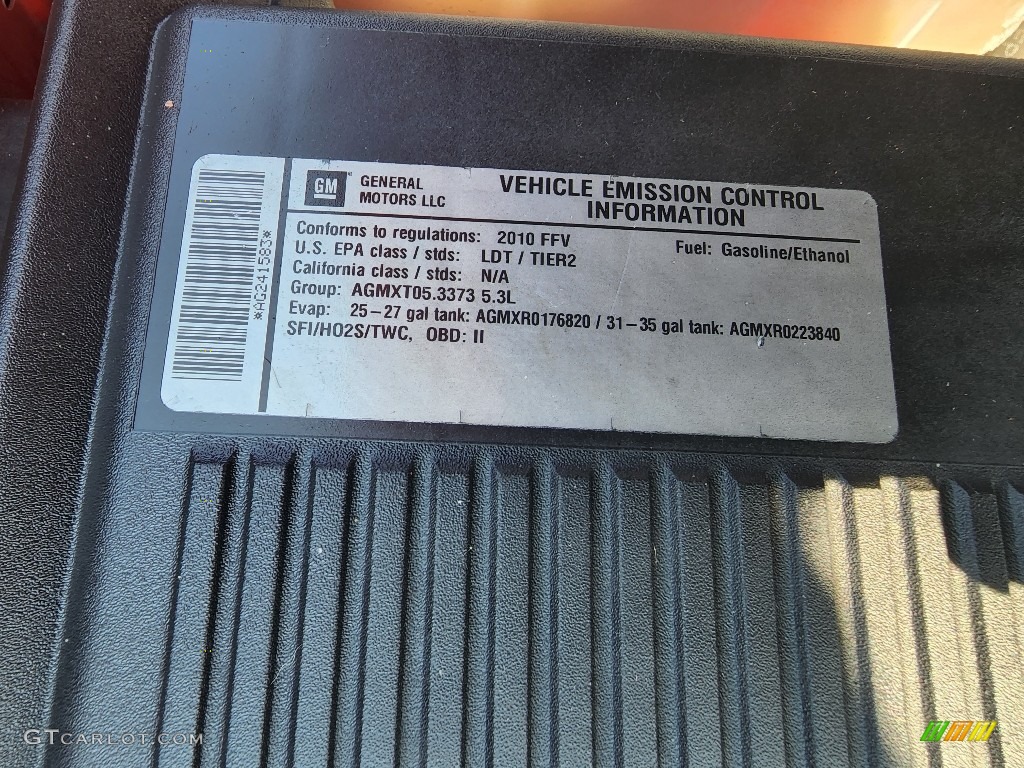 GM GENERAL MOTORS LLC
VEHICLE EMISSION CONTROL
INFORMATION
Conforms to regulations: 2010 FFV
Fuel: Gasoline/Ethanol
U.S. EPA class / stds: LDT / TIER2
California class / stds: N/A
Group: AGMXT05.3373 5.3L
Evap: 25-27 gal tank: AGMXR0176820 / 31-35 gal tank: AGMXR0223840
SFI/HO2S/TWC, OBD: II
*AG241583*
GTCARLOT.COM